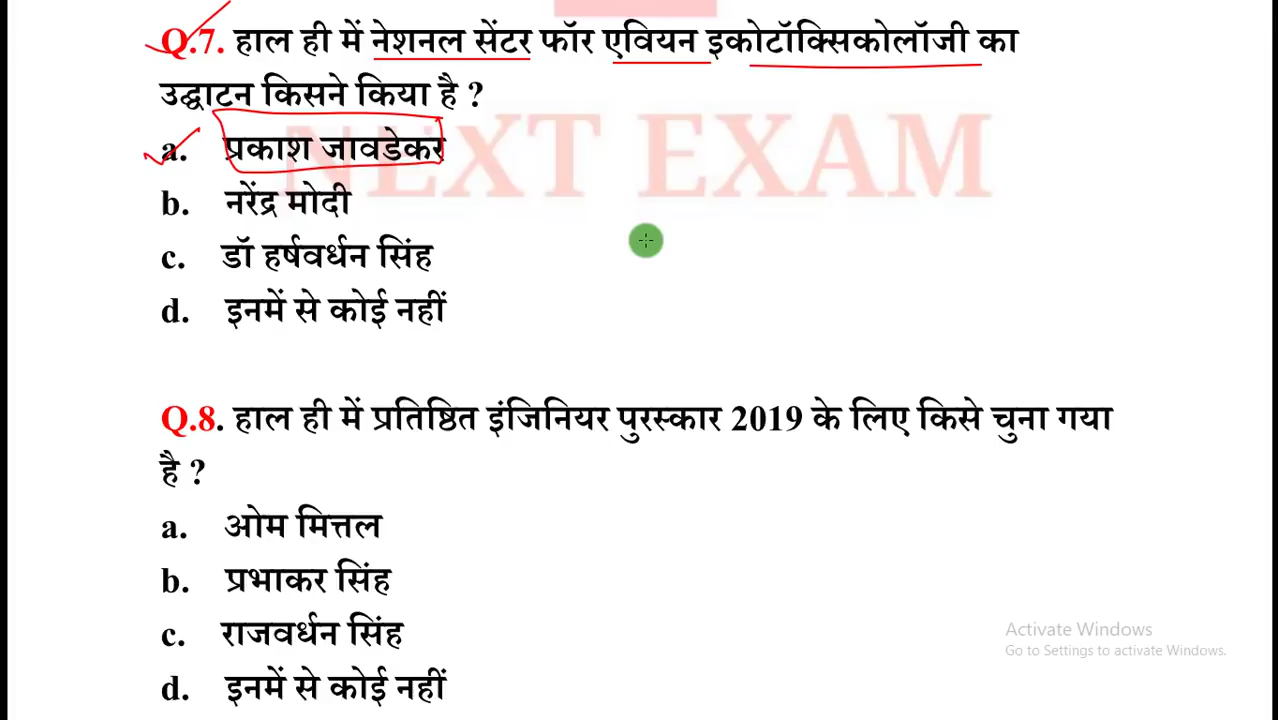 Q.7. हाल ही में नेशनल सेंटर फॉर एवियन इकोटॉक्सिकोलॉजी का
उद्घाटन किसने किया है ?
NEXT EXAM
a. प्रकाश जावडेकर
b. नरेंद्र मोदी
c. डॉ हर्षवर्धन सिंह
d. इनमें से कोई नहीं
Q.8. हाल ही में प्रतिष्ठित इंजिनियर पुरस्कार 2019 के लिए किसे चुना गया
है ?
a. ओम मित्तल
b. प्रभाकर सिंह
c. राजवर्धन सिंह
d. इनमें से कोई नहीं
Activate Windows
Go to Settings to activate Windows.